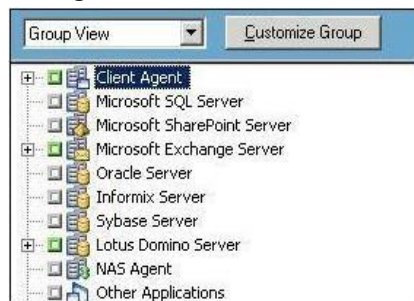 Group View
Customize Group
Client Agent
Microsoft SQL Server
Microsoft SharePoint Server
Microsoft Exchange Server
Oracle Server
Informix Server
Sybase Server
Lotus Domino Server
NAS Agent
Other Applications